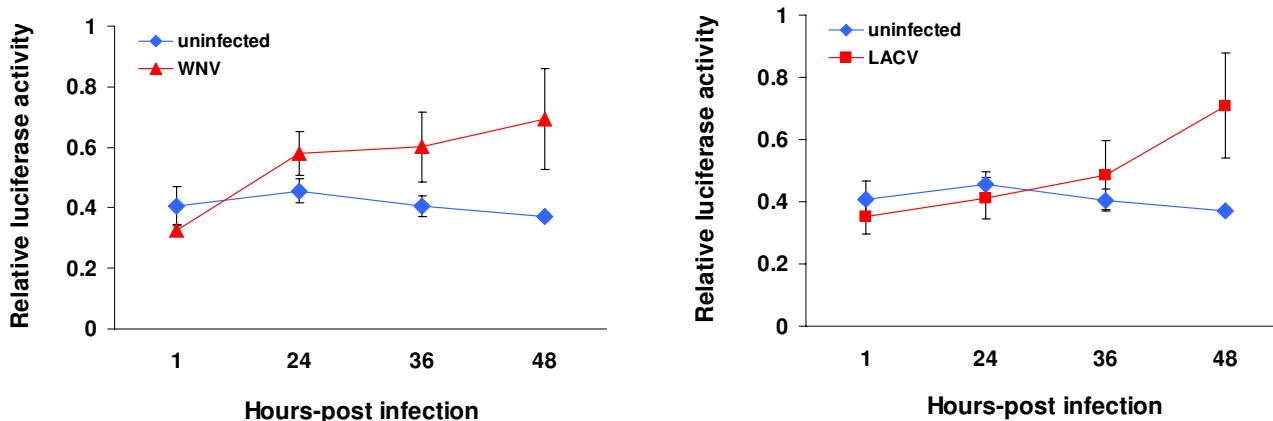 Relative luciferase activity
1
0.8
0.6
0.4
0.2
0
uninfected
WNV
1 24 36 48
Hours-post infection
Relative luciferase activity
1
0.8
0.6
0.4
0.2
0
uninfected
LACV
1 24 36 48
Hours-post infection